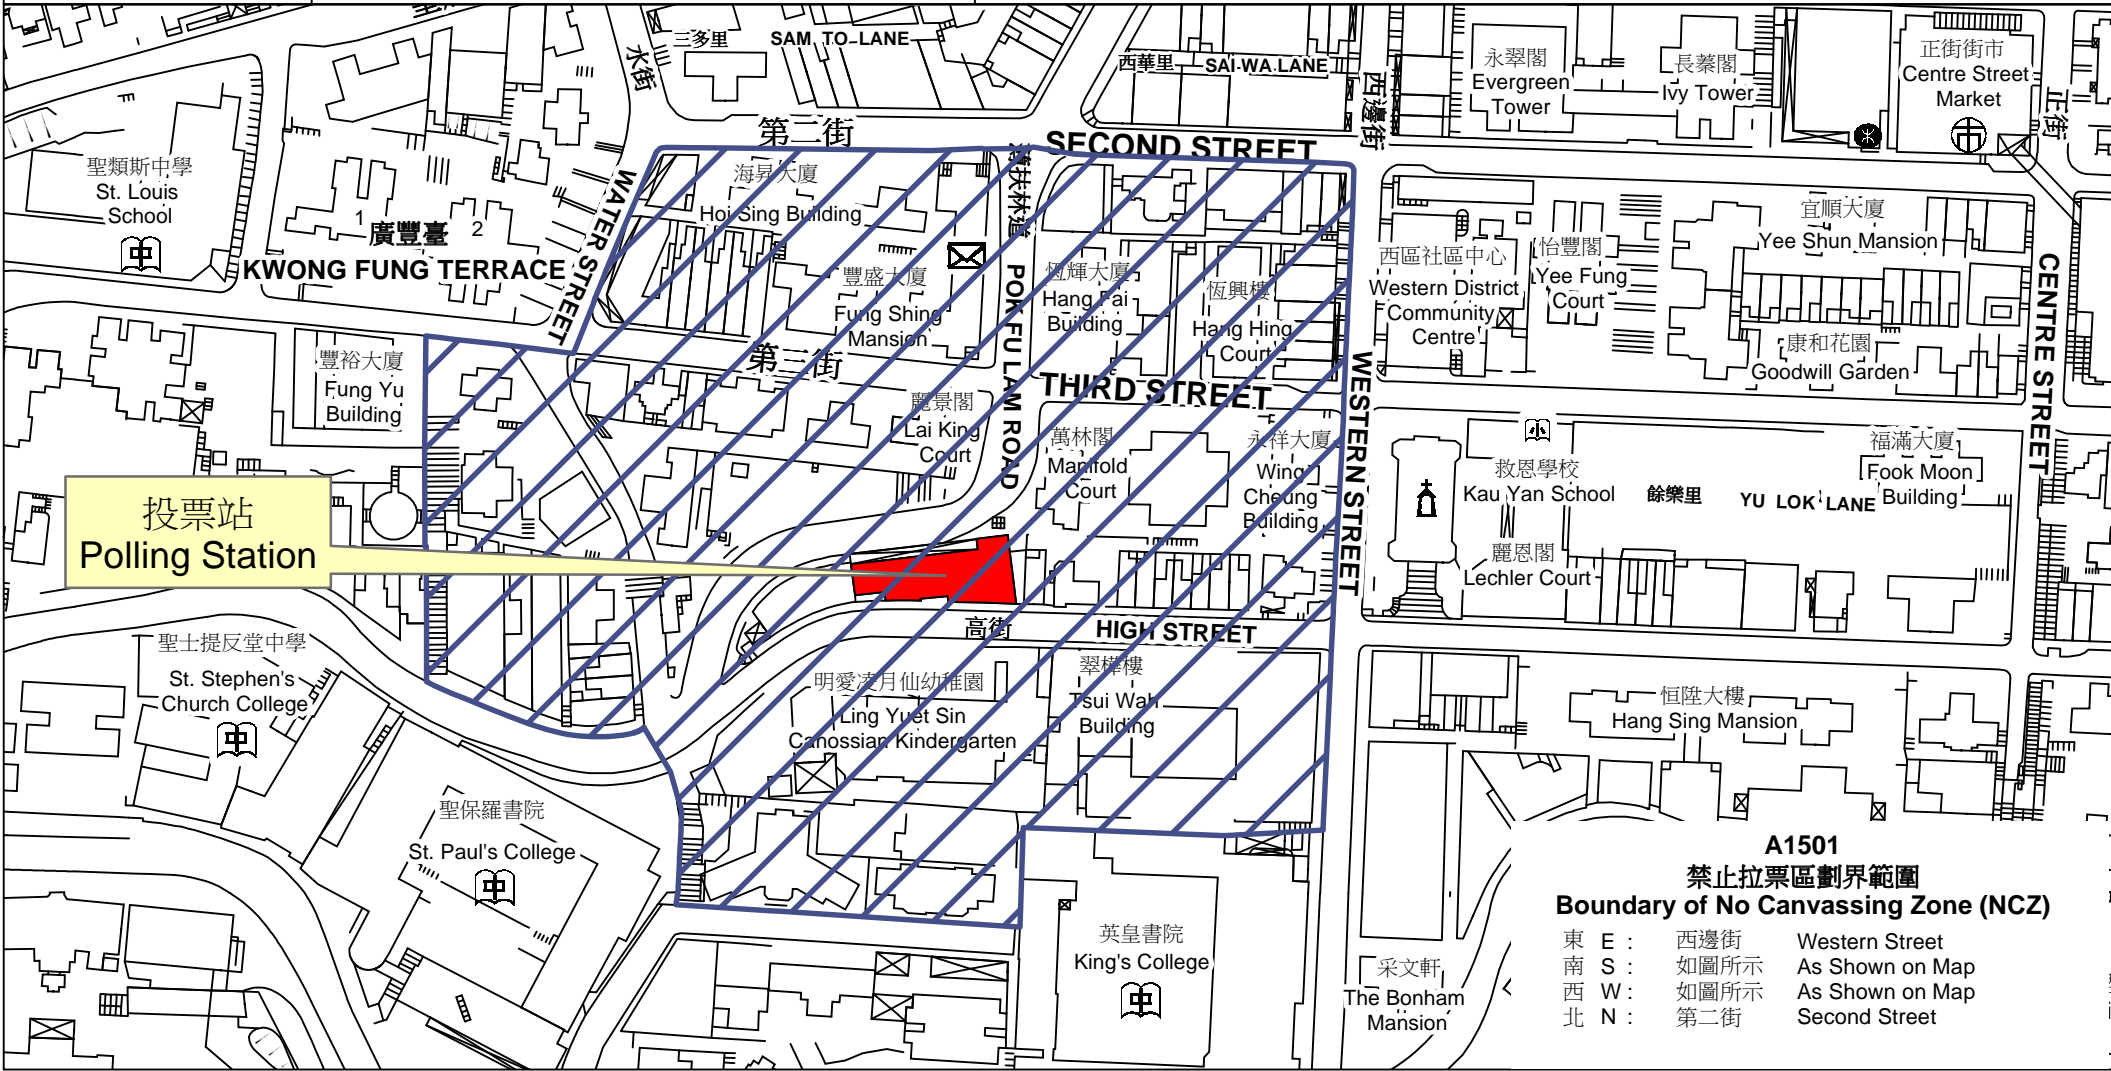 三多里
SAM TO LANE
水街
西華里
SAI WA LANE
西邊街
永翠閣
Evergreen
Tower
長蓁閣
Ivy Tower
正街街市
Centre Street
Market
正街
市
第二街
SECOND STREET
聖類斯中學
St. Louis
School
中
1
廣豐臺
2
KWONG FUNG TERRACE
WATER STREET
海昇大廈
Hoi Sing Building
薄扶林道
POK FU LAM ROAD
豐盛大廈
Fung Shing
Mansion
恆輝大廈
Hang Fai
Building
恆興樓
Hang Hing
Court
西區社區中心
Western District
Community
Centre
怡豐閣
Yee Fung
Court
宜順大廈
Yee Shun Mansion
康和花園
Goodwill Garden
CENTRE STREET
豐裕大廈
Fung Yu
Building
第三街
THIRD STREET
WESTERN STREET
麗景閣
Lai King
Court
萬林閣
Manifold
Court
永祥大廈
Wing
Cheung
Building
小
救恩學校
Kau Yan School
餘樂里
YU LOK LANE
福滿大廈
Fook Moon
Building
麗恩閣
Lechler Court
投票站
Polling Station
高街
HIGH STREET
聖士提反堂中學
St. Stephen's
Church College
中
明愛凌月仙幼稚園
Ling Yuet Sin
Canossian Kindergarten
翠樺樓
Tsui Wah
Building
恒陞大樓
Hang Sing Mansion
聖保羅書院
St. Paul's College
中
英皇書院
King's College
中
采文軒
The Bonham
Mansion
A1501
禁止拉票區劃界範圍
Boundary of No Canvassing Zone (NCZ)
東 E : 西邊街 Western Street
南 S : 如圖所示 As Shown on Map
西 W : 如圖所示 As Shown on Map
北 N : 第二街 Second Street